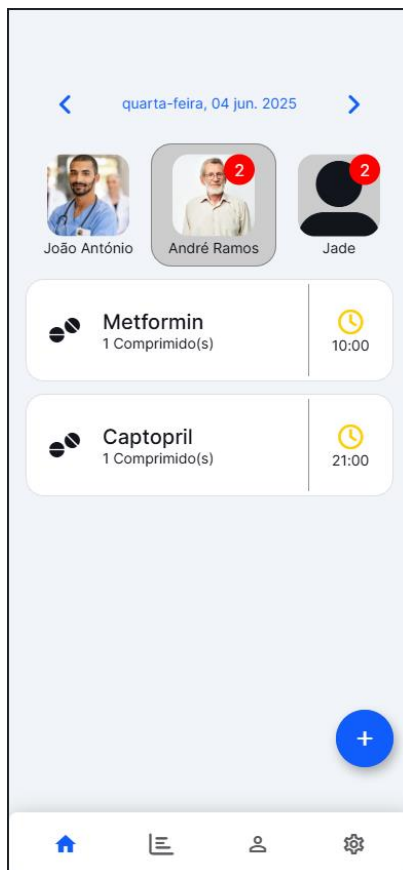 quarta-feira, 04 jun. 2025
2
2
João António
André Ramos
Jade
Metformin
1 Comprimido(s)
10:00
Captopril
1 Comprimido(s)
21:00
+